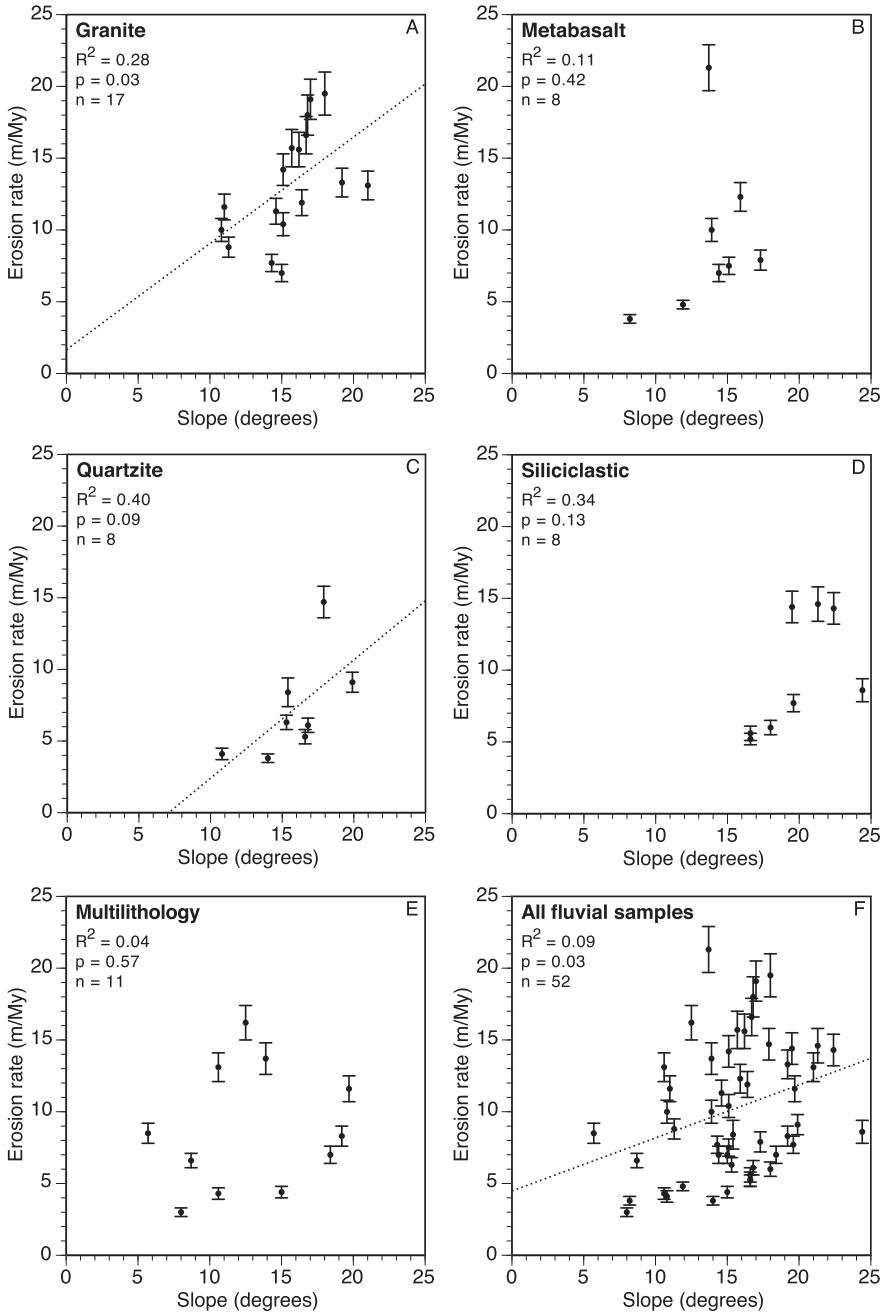 Granite
A
R2 = 0.28
p = 0.03
n = 17
25
20
15
10
5
0
Erosion rate (m/My)
0 5 10 15 20 25
Slope (degrees)
Metabasalt
B
R2 = 0.11
p = 0.42
n = 8
25
20
15
10
5
0
Erosion rate (m/My)
0 5 10 15 20 25
Slope (degrees)
Quartzite
C
R2 = 0.40
p = 0.09
n = 8
25
20
15
10
5
0
Erosion rate (m/My)
0 5 10 15 20 25
Slope (degrees)
Siliciclastic
D
R2 = 0.34
p = 0.13
n = 8
25
20
15
10
5
0
Erosion rate (m/My)
0 5 10 15 20 25
Slope (degrees)
Multilithology
E
R2 = 0.04
p = 0.57
n = 11
25
20
15
10
5
0
Erosion rate (m/My)
0 5 10 15 20 25
Slope (degrees)
All fluvial samples
F
R2 = 0.09
p = 0.03
n = 52
25
20
15
10
5
0
Erosion rate (m/My)
0 5 10 15 20 25
Slope (degrees)